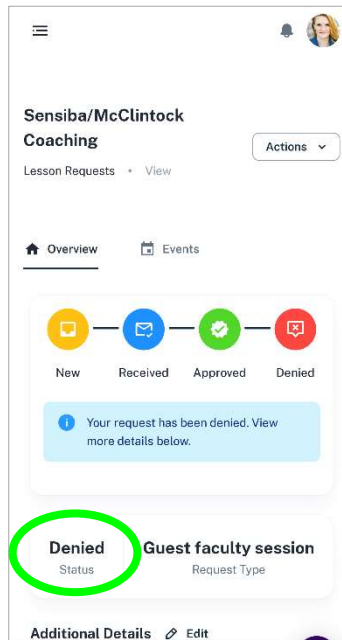 Sensiba/McClintock
Coaching
Actions
Lesson Requests • View
Overview Events
New Received Approved Denied
Your request has been denied. View
more details below.
Denied Guest faculty session
Status Request Type
Additional Details Edit